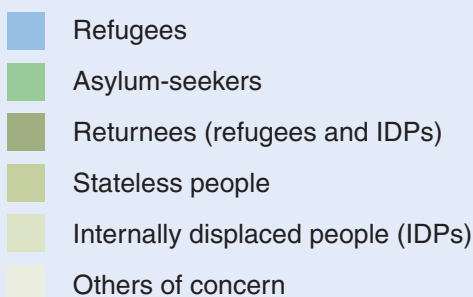 Refugees
Asylum-seekers
Returnees (refugees and IDPs)
Stateless people
Internally displaced people (IDPs)
Others of concern